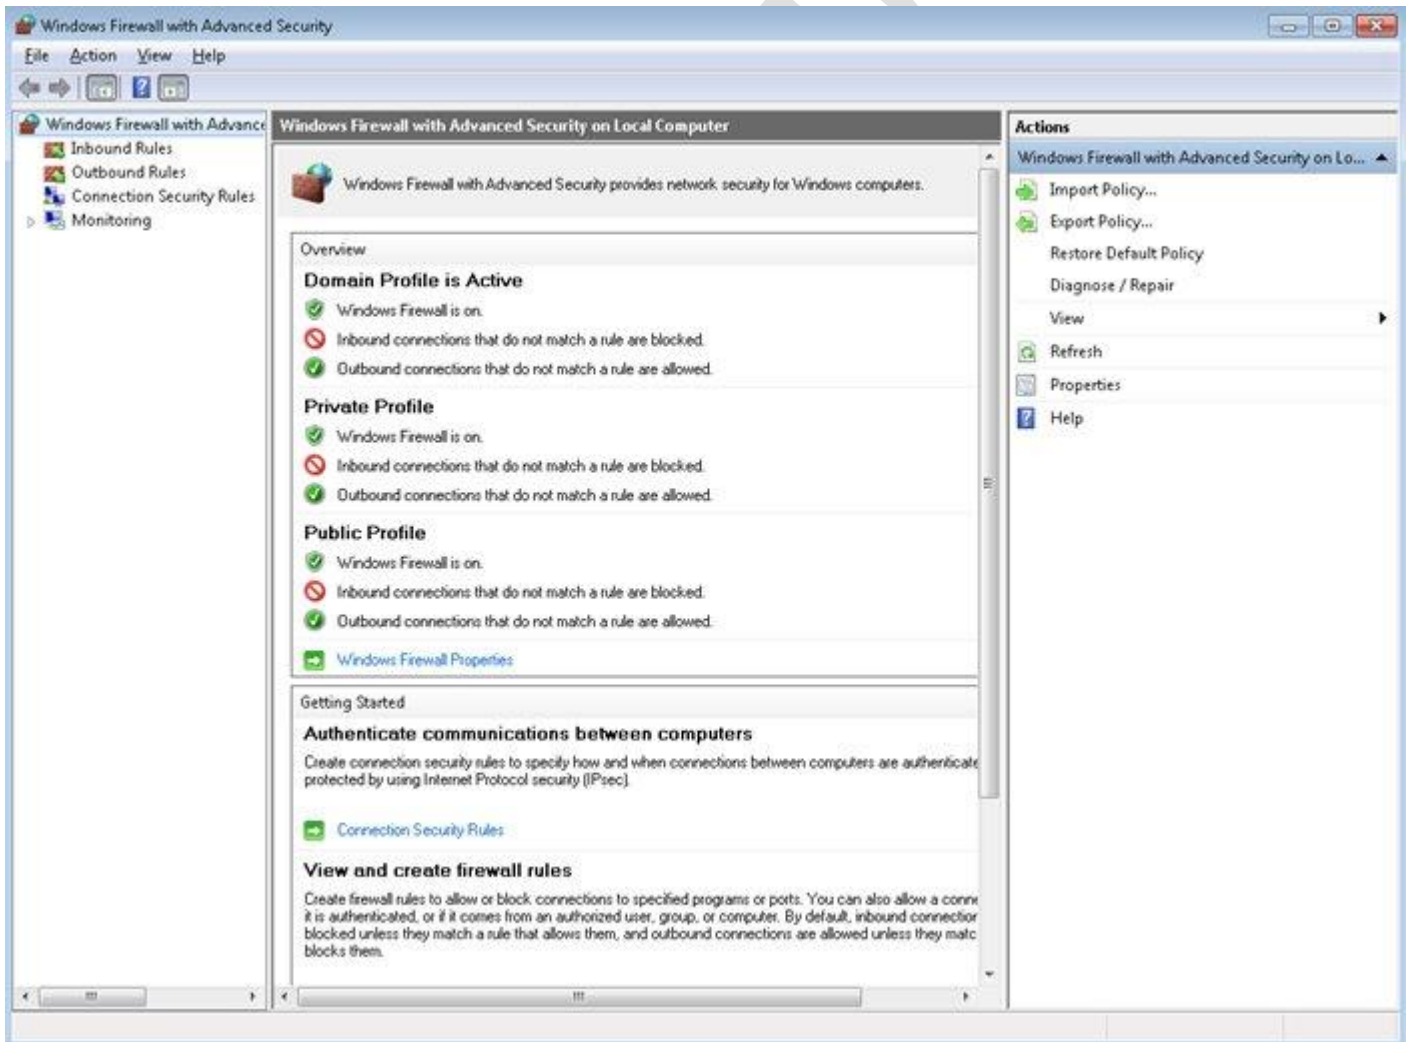 Windows Firewall with Advanced Security
File Action View Help
Windows Firewall with Advance
Inbound Rules
Outbound Rules
Connection Security Rules
Monitoring
Windows Firewall with Advanced Security on Local Computer
Windows Firewall with Advanced Security provides network security for Windows computers.
Overview
Domain Profile is Active
Windows Firewall is on.
Inbound connections that do not match a rule are blocked.
Outbound connections that do not match a rule are allowed.
Private Profile
Windows Firewall is on.
Inbound connections that do not match a rule are blocked.
Outbound connections that do not match a rule are allowed.
Public Profile
Windows Firewall is on.
Inbound connections that do not match a rule are blocked.
Outbound connections that do not match a rule are allowed.
Windows Firewall Properties
Getting Started
Authenticate communications between computers
Create connection security rules to specify how and when connections between computers are authenticate
protected by using Internet Protocol security (IPsec).
Connection Security Rules
View and create firewall rules
Create firewall rules to allow or block connections to specified programs or ports. You can also allow a conne
it is authenticated, or if it comes from an authorized user, group, or computer. By default, inbound connection
blocked unless they match a rule that allows them, and outbound connections are allowed unless they matc
blocks them.
Actions
Windows Firewall with Advanced Security on Lo...
Import Policy...
Export Policy...
Restore Default Policy
Diagnose / Repair
View
Refresh
Properties
Help